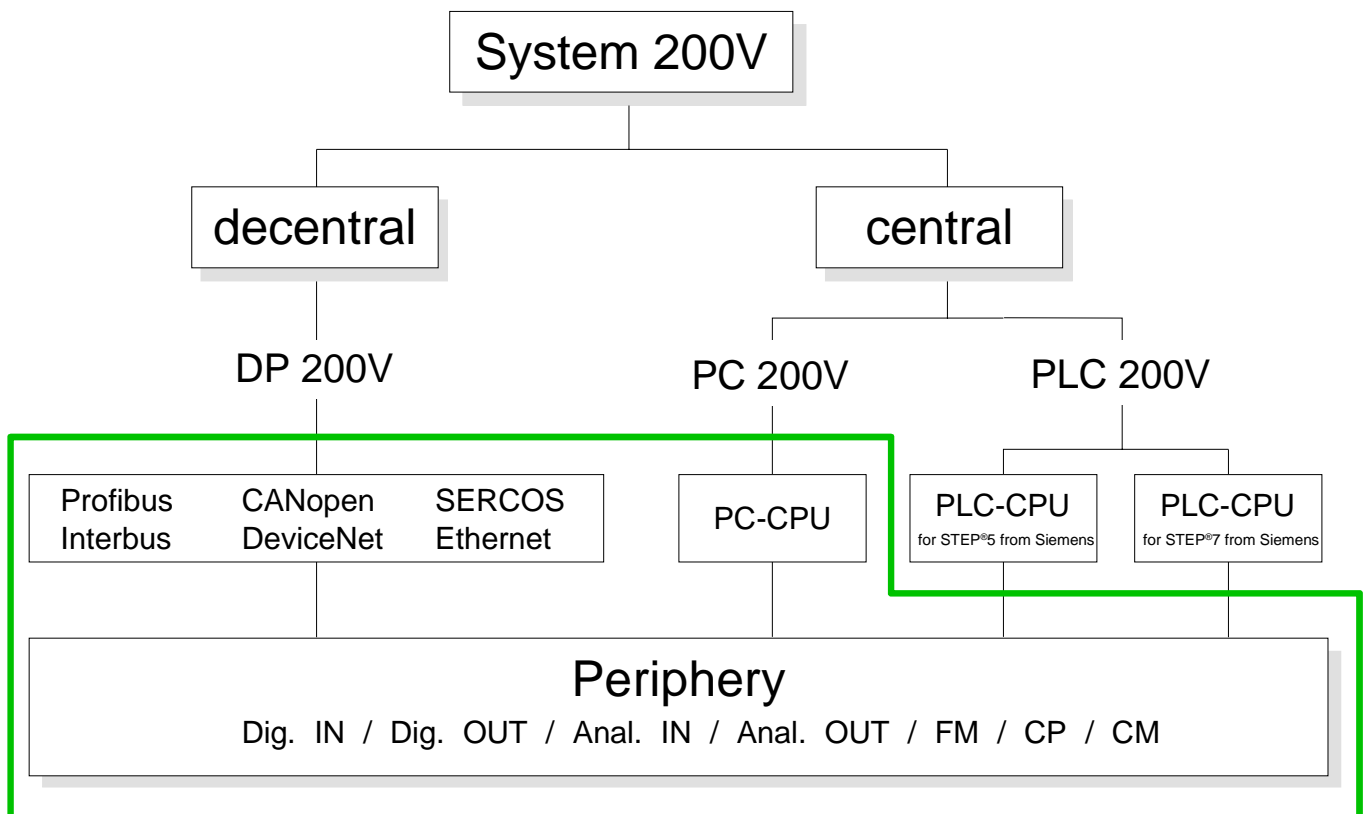 System 200V
decentral
central
DP 200V
PC 200V
PLC 200V
Profibus CANopen SERCOS
Interbus DeviceNet Ethernet
PC-CPU
PLC-CPU
for STEP®5 from Siemens
PLC-CPU
for STEP®7 from Siemens
Periphery
Dig. IN / Dig. OUT / Anal. IN / Anal. OUT / FM / CP / CM